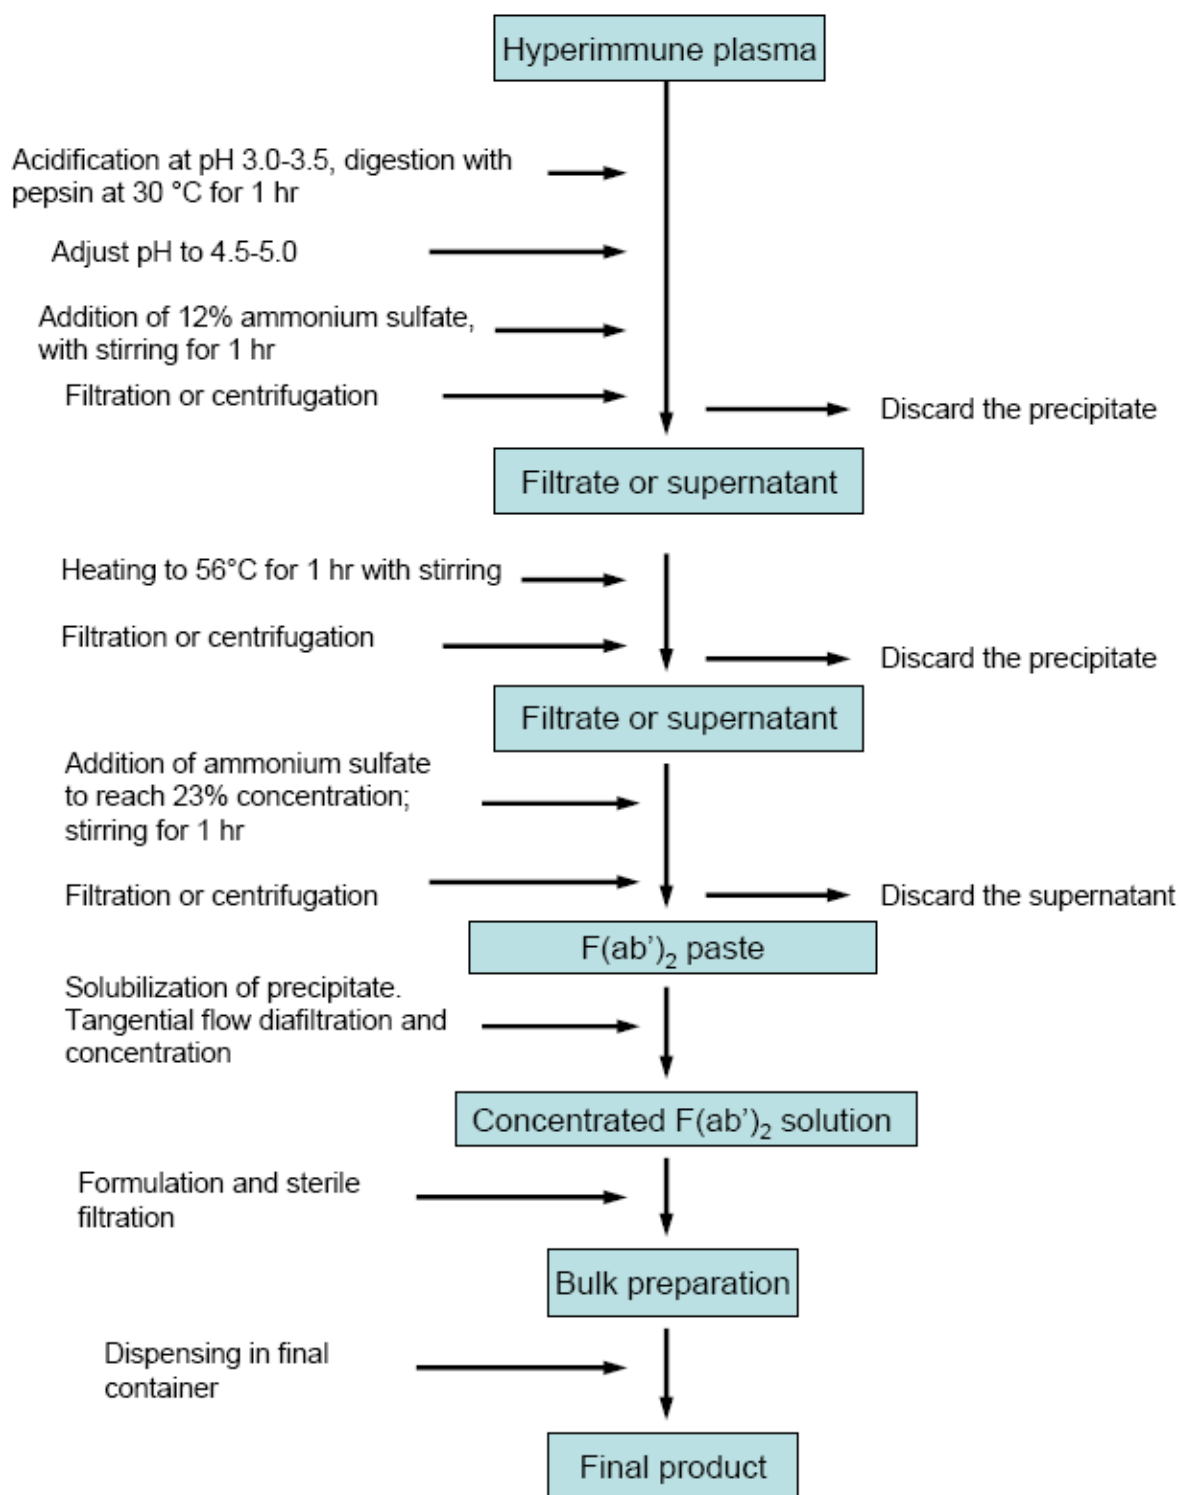 Hyperimmune plasma
Acidification at pH 3.0-3.5, digestion with
pepsin at 30 °C for 1 hr
Adjust pH to 4.5-5.0
Addition of 12% ammonium sulfate,
with stirring for 1 hr
Filtration or centrifugation
Discard the precipitate
Filtrate or supernatant
Heating to 56°C for 1 hr with stirring
Filtration or centrifugation
Discard the precipitate
Filtrate or supernatant
Addition of ammonium sulfate
to reach 23% concentration;
stirring for 1 hr
Filtration or centrifugation
Discard the supernatant
F(ab’)₂ paste
Solubilization of precipitate.
Tangential flow diafiltration and
concentration
Concentrated F(ab’)₂ solution
Formulation and sterile
filtration
Bulk preparation
Dispensing in final
container
Final product